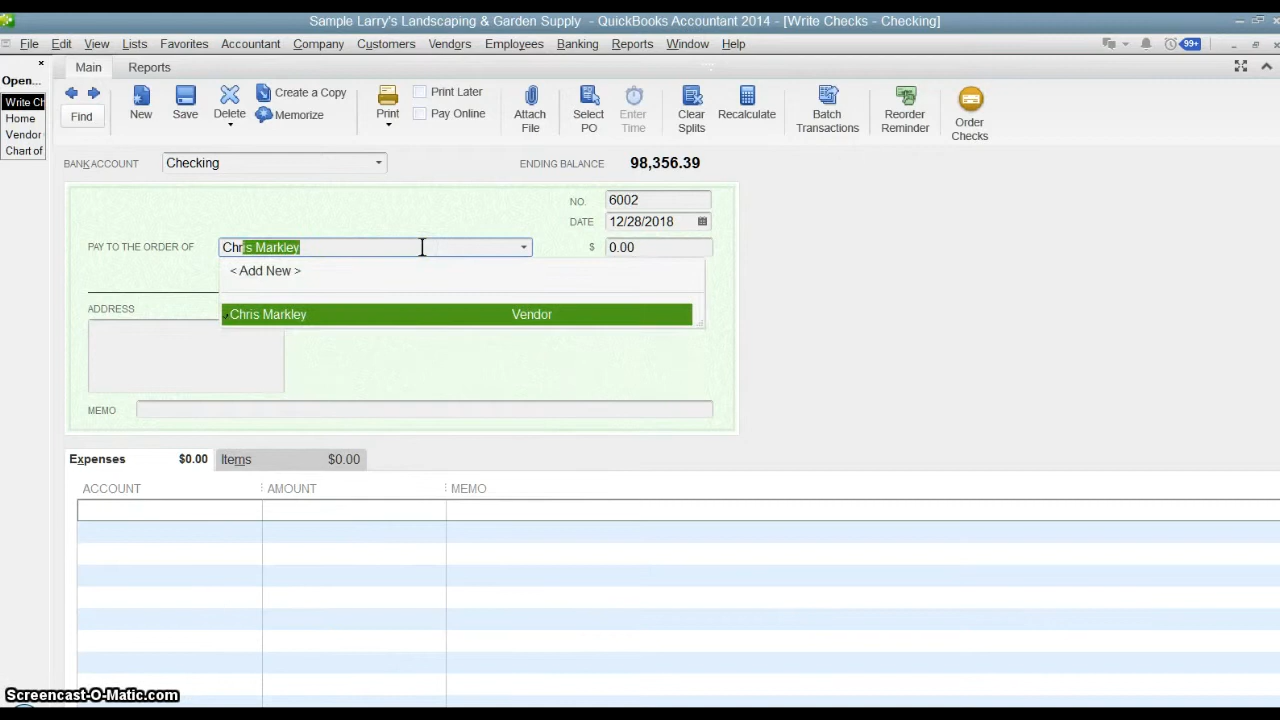 Sample Larry's Landscaping & Garden Supply - QuickBooks Accountant 2014 - [Write Checks - Checking]
File Edit View Lists Favorites Accountant Company Customers Vendors Employees Banking Reports Window Help 99+
Open...
Write Ch
Home
Vendor
Chart of
Main Reports
Find New Save Delete Create a Copy Memorize Print Print Later Pay Online Attach File Select PO Enter Time Clear Splits Recalculate Batch Transactions Reorder Reminder Order Checks
BANK ACCOUNT Checking ENDING BALANCE 98,356.39
NO. 6002
DATE 12/28/2018
PAY TO THE ORDER OF Chris Markley $ 0.00
< Add New >
Chris Markley Vendor
ADDRESS
MEMO
Expenses $0.00 Items $0.00
ACCOUNT AMOUNT MEMO
Screencast-O-Matic.com